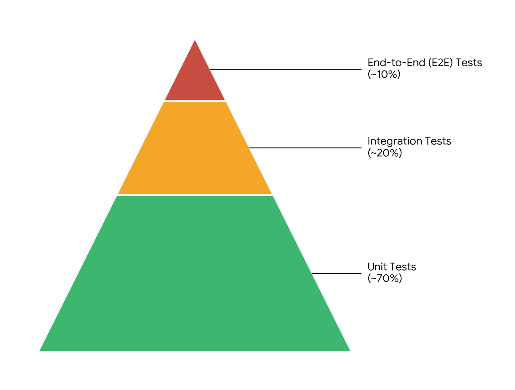 End-to-End (E2E) Tests
(~10%)
Integration Tests
(~20%)
Unit Tests
(~70%)